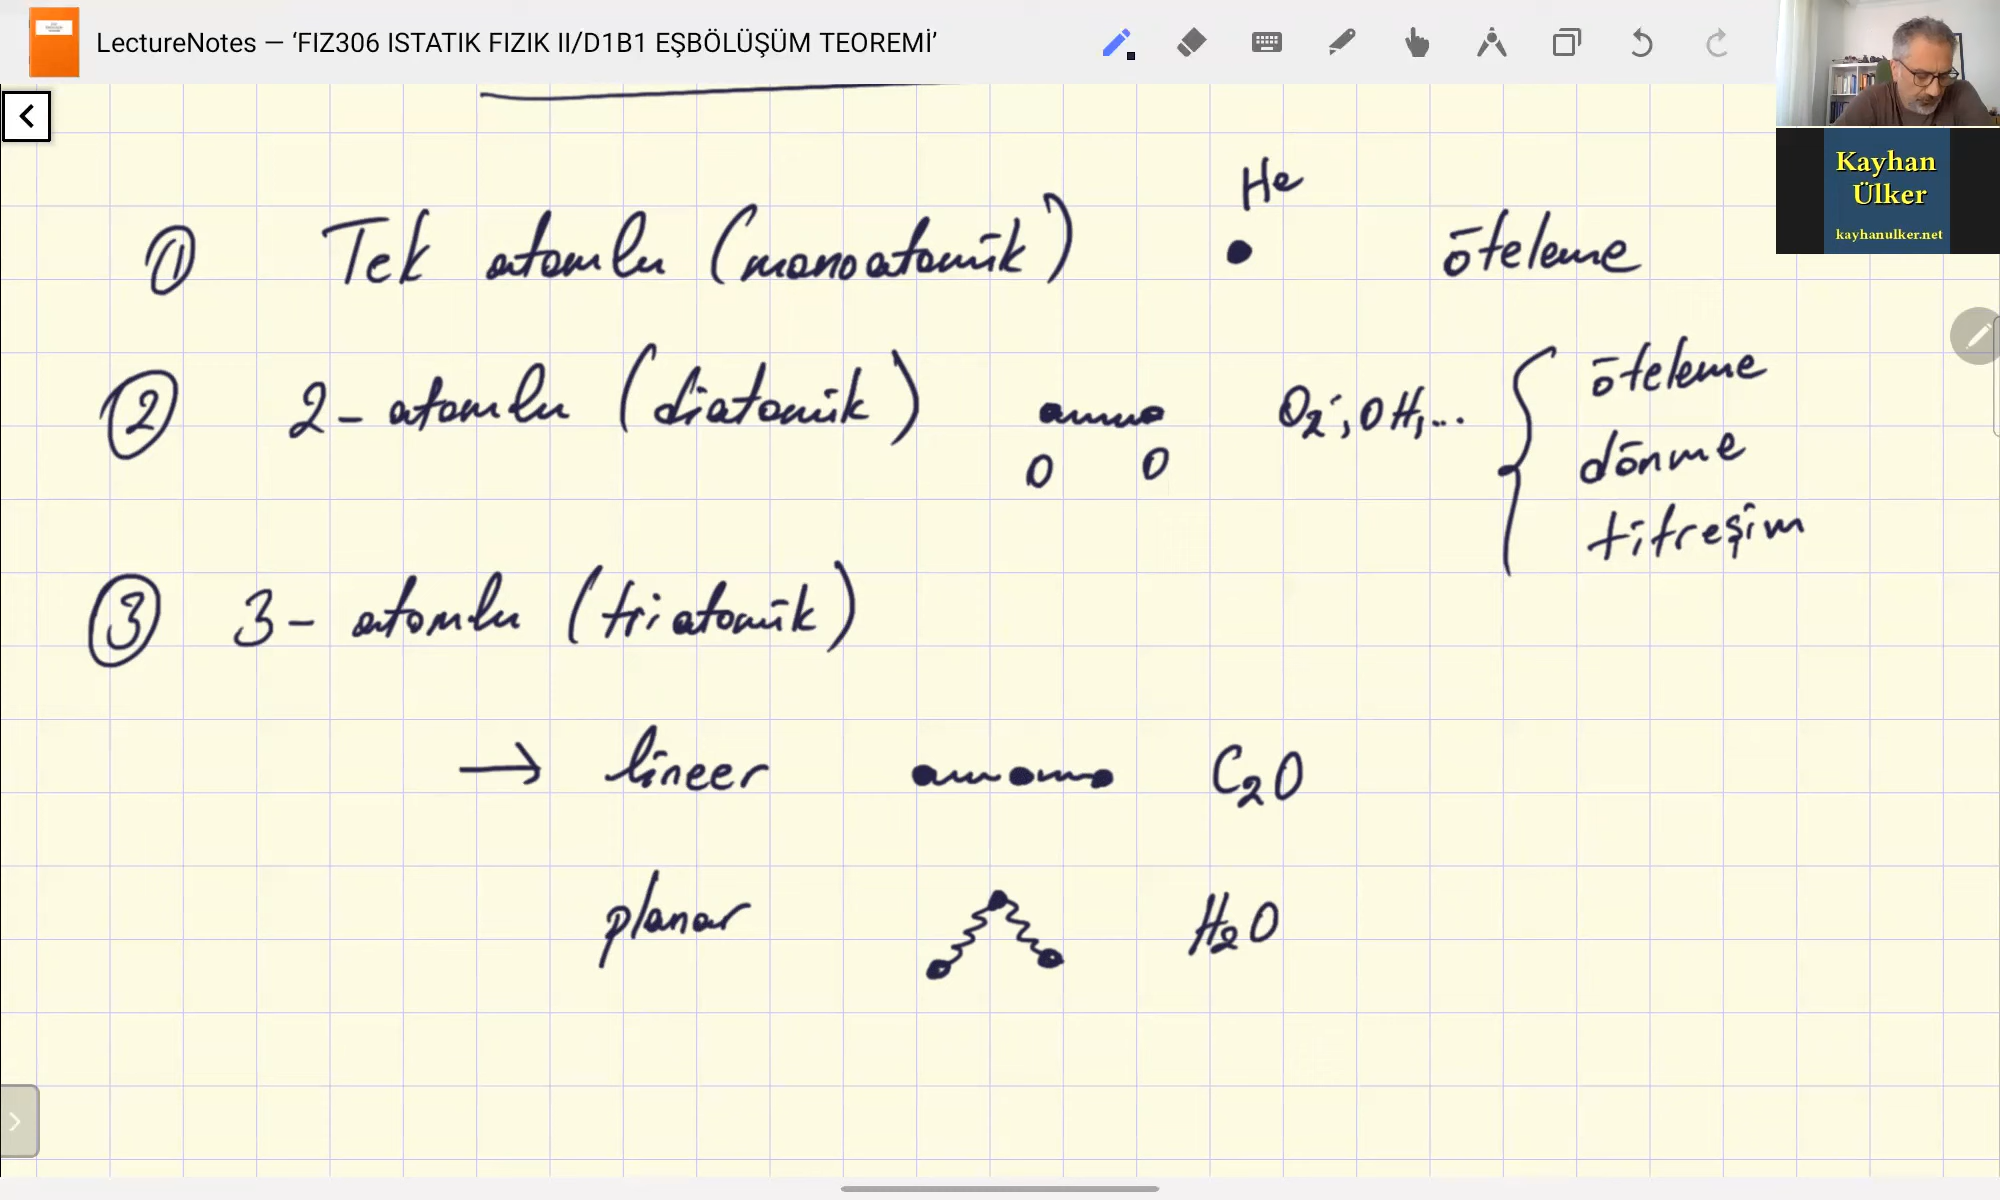 LectureNotes — ‘FIZ306 ISTATIK FIZIK II/D1B1 EŞBÖLÜŞÜM TEOREMİ’
Kayhan
Ülker
kayhanulker.net
① Tek atomlu (monoatomik) He öteleme
② 2-atomlu (diatomik) O O O₂, OH, ... { öteleme
dönme
titreşim
③ 3- atomlu (triatomik)
→ lineer C₂O
planar H₂O